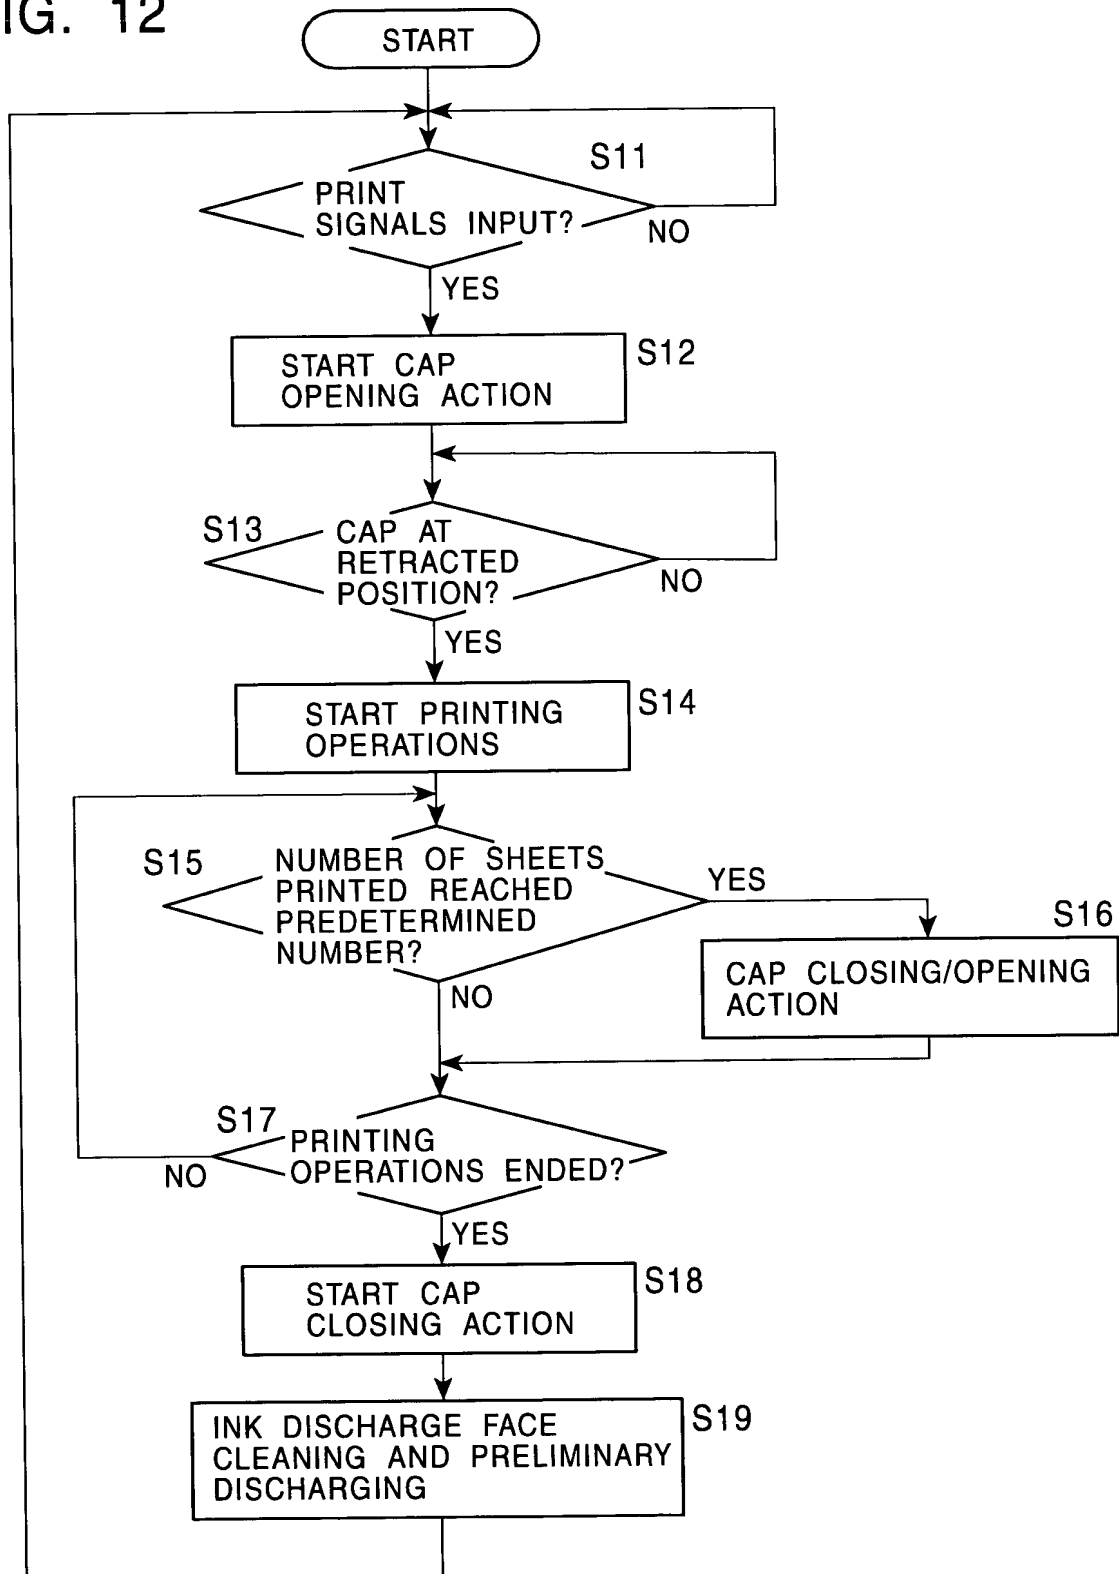 IG. 12
START
S11
PRINT
SIGNALS INPUT?
NO
YES
S12
START CAP
OPENING ACTION
S13
CAP AT
RETRACTED
POSITION?
NO
YES
S14
START PRINTING
OPERATIONS
S15
NUMBER OF SHEETS
PRINTED REACHED
PREDETERMINED
NUMBER?
YES
S16
CAP CLOSING/OPENING
ACTION
NO
S17
PRINTING
OPERATIONS ENDED?
NO
YES
S18
START CAP
CLOSING ACTION
S19
INK DISCHARGE FACE
CLEANING AND PRELIMINARY
DISCHARGING